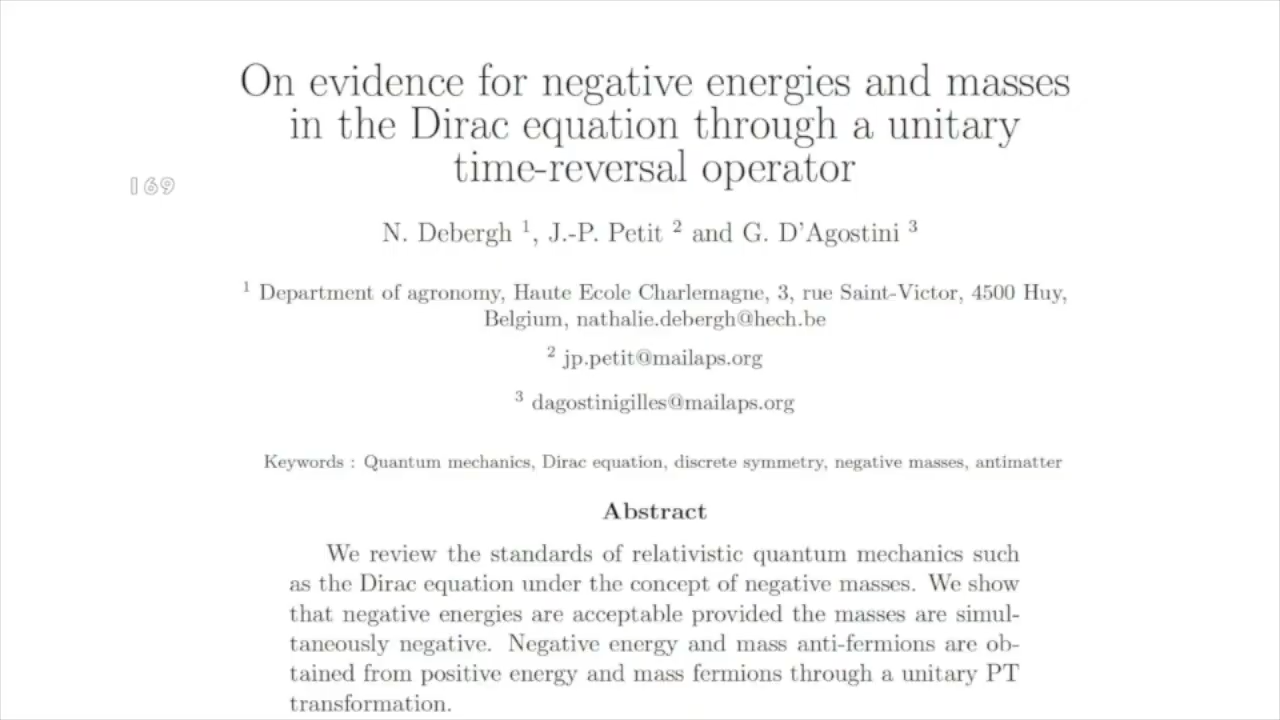 On evidence for negative energies and masses
in the Dirac equation through a unitary
time-reversal operator
169
N. Debergh 1, J.-P. Petit 2 and G. D'Agostini 3
1 Department of agronomy, Haute Ecole Charlemagne, 3, rue Saint-Victor, 4500 Huy,
Belgium, nathalie.debergh@hech.be
2 jp.petit@mailaps.org
3 dagostinigilles@mailaps.org
Keywords : Quantum mechanics, Dirac equation, discrete symmetry, negative masses, antimatter
Abstract
We review the standards of relativistic quantum mechanics such
as the Dirac equation under the concept of negative masses. We show
that negative energies are acceptable provided the masses are simul-
taneously negative. Negative energy and mass anti-fermions are ob-
tained from positive energy and mass fermions through a unitary PT
transformation.